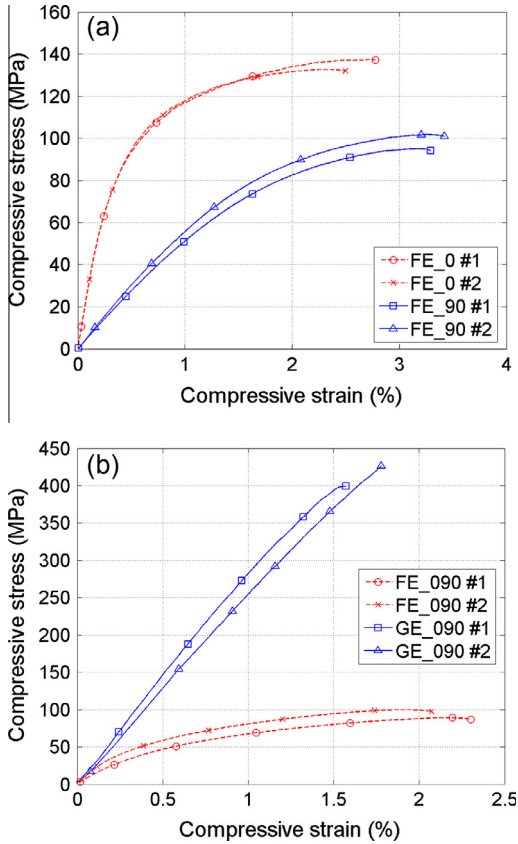 (a)
Compressive stress (MPa)
160
140
120
100
80
60
40
20
0
FE_0 #1
FE_0 #2
FE_90 #1
FE_90 #2
0 1 2 3 4
Compressive strain (%)
(b)
Compressive stress (MPa)
450
400
350
300
250
200
150
100
50
0
FE_090 #1
FE_090 #2
GE_090 #1
GE_090 #2
0 0.5 1 1.5 2 2.5
Compressive strain (%)